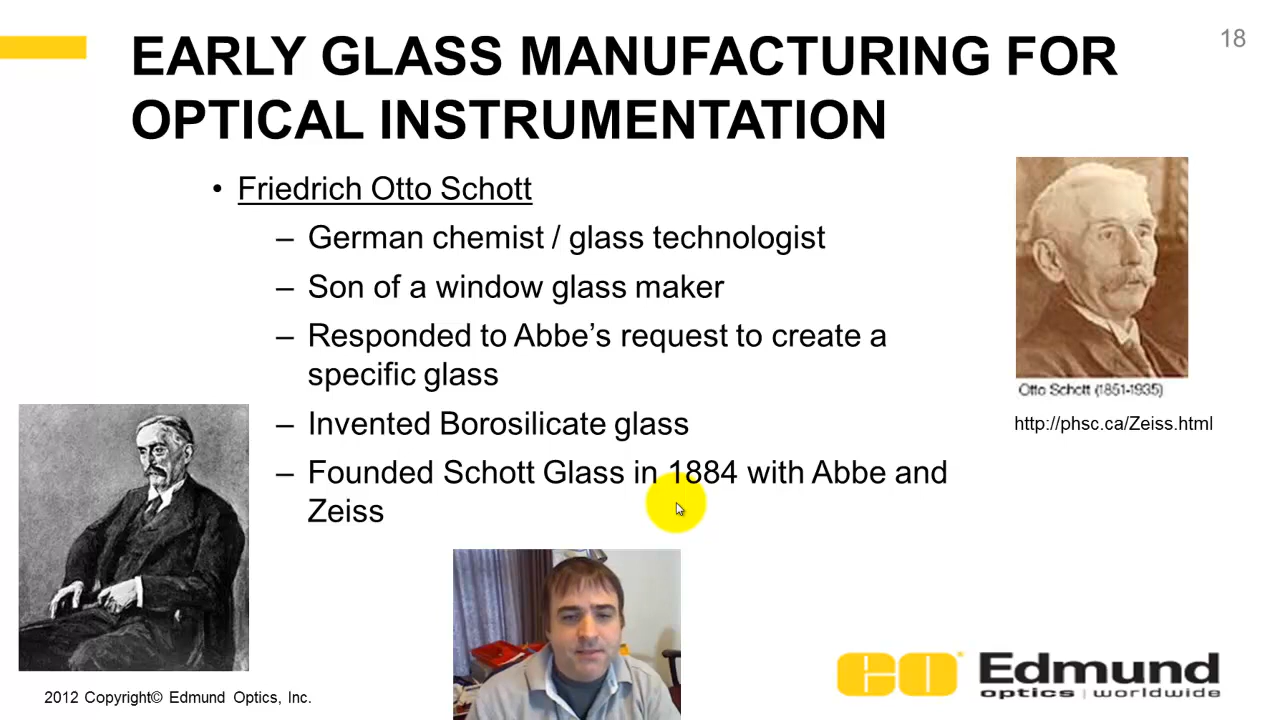 18
EARLY GLASS MANUFACTURING FOR
OPTICAL INSTRUMENTATION
• Friedrich Otto Schott
– German chemist / glass technologist
– Son of a window glass maker
– Responded to Abbe’s request to create a
specific glass
– Invented Borosilicate glass
– Founded Schott Glass in 1884 with Abbe and
Zeiss
Otto Schott (1851-1935)
http://phsc.ca/Zeiss.html
eo Edmund
optics | worldwide
2012 Copyright© Edmund Optics, Inc.